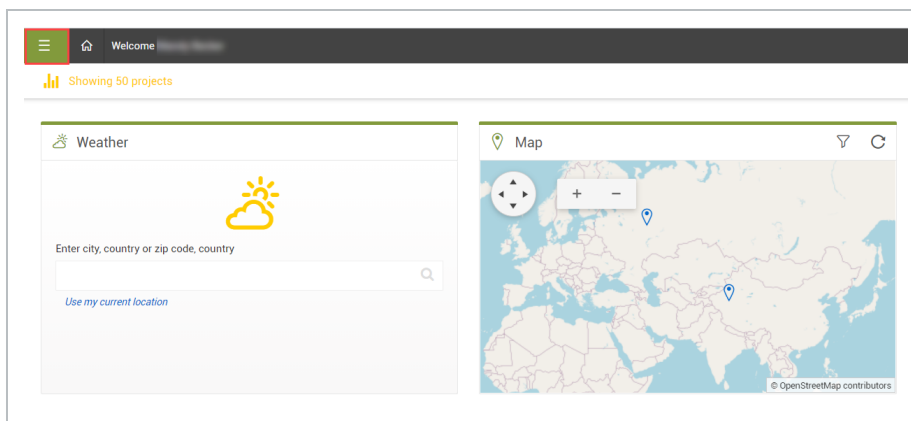 Welcome
Showing 50 projects
Weather
Enter city, country or zip code, country
Use my current location
Map
+ −
© OpenStreetMap contributors